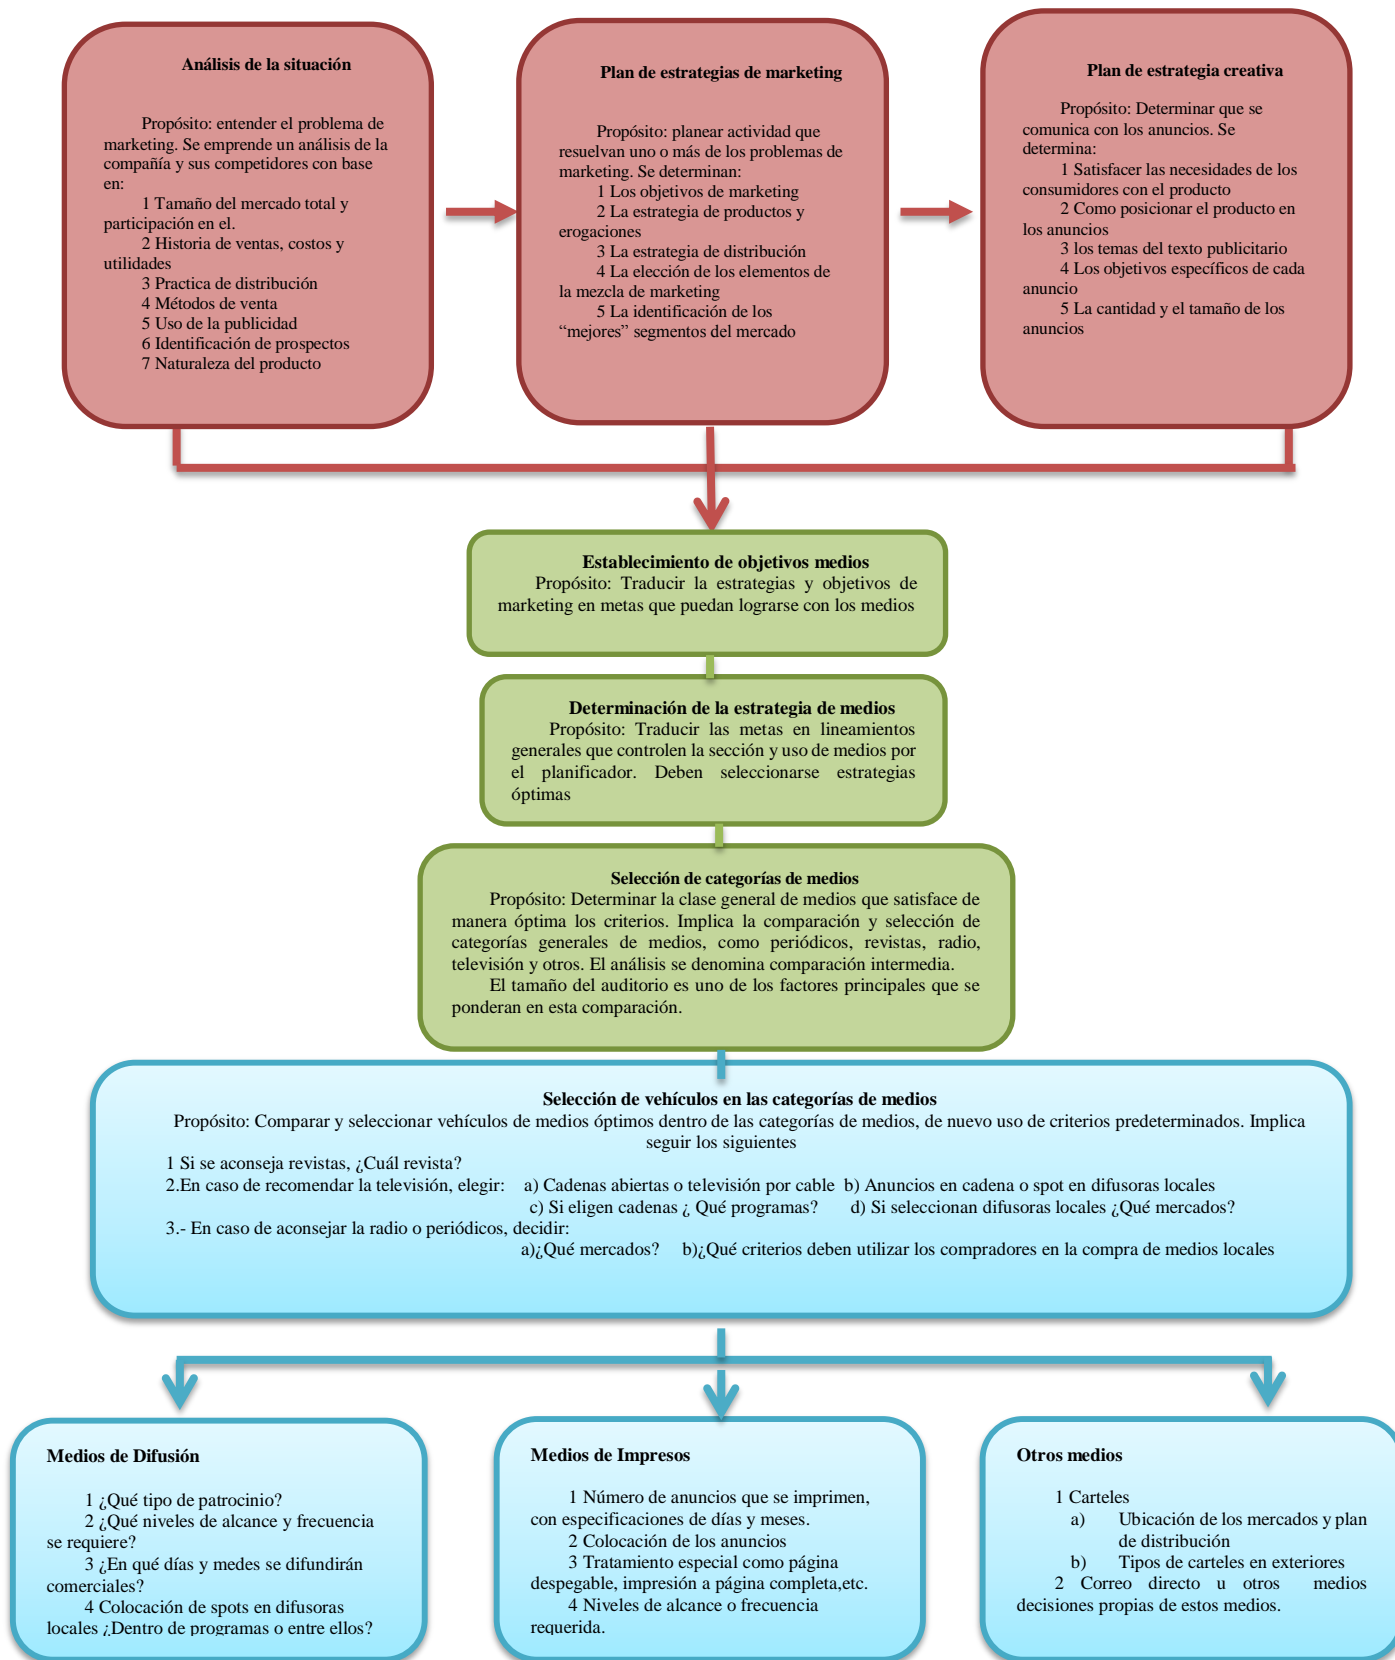 Análisis de la situación
Propósito: entender el problema de
marketing. Se emprende un análisis de la
compañía y sus competidores con base
en:
1 Tamaño del mercado total y
participación en el.
2 Historia de ventas, costos y
utilidades
3 Practica de distribución
4 Métodos de venta
5 Uso de la publicidad
6 Identificación de prospectos
7 Naturaleza del producto
Plan de estrategias de marketing
Propósito: planear actividad que
resuelvan uno o más de los problemas de
marketing. Se determinan:
1 Los objetivos de marketing
2 La estrategia de productos y
erogaciones
3 La estrategia de distribución
4 La elección de los elementos de
la mezcla de marketing
5 La identificación de los
“mejores” segmentos del mercado
Plan de estrategia creativa
Propósito: Determinar que se
comunica con los anuncios. Se
determina:
1 Satisfacer las necesidades de los
consumidores con el producto
2 Como posicionar el producto en
los anuncios
3 los temas del texto publicitario
4 Los objetivos específicos de cada
anuncio
5 La cantidad y el tamaño de los
anuncios
Establecimiento de objetivos medios
Propósito: Traducir la estrategias y objetivos de
marketing en metas que puedan lograrse con los medios
Determinación de la estrategia de medios
Propósito: Traducir las metas en lineamientos
generales que controlen la sección y uso de medios por
el planificador. Deben seleccionarse estrategias
óptimas
Selección de categorías de medios
Propósito: Determinar la clase general de medios que satisface de
manera óptima los criterios. Implica la comparación y selección de
categorías generales de medios, como periódicos, revistas, radio,
televisión y otros. El análisis se denomina comparación intermedia.
El tamaño del auditorio es uno de los factores principales que se
ponderan en esta comparación.
Selección de vehículos en las categorías de medios
Propósito: Comparar y seleccionar vehículos de medios óptimos dentro de las categorías de medios, de nuevo uso de criterios predeterminados. Implica
seguir los siguientes
1 Si se aconseja revistas, ¿Cuál revista?
2.En caso de recomendar la televisión, elegir: a) Cadenas abiertas o televisión por cable b) Anuncios en cadena o spot en difusoras locales
c) Si eligen cadenas ¿ Qué programas? d) Si seleccionan difusoras locales ¿Qué mercados?
3.- En caso de aconsejar la radio o periódicos, decidir:
a)¿Qué mercados? b)¿Qué criterios deben utilizar los compradores en la compra de medios locales
Medios de Difusión
1 ¿Qué tipo de patrocinio?
2 ¿Qué niveles de alcance y frecuencia
se requiere?
3 ¿En qué días y medes se difundirán
comerciales?
4 Colocación de spots en difusoras
locales ¿Dentro de programas o entre ellos?
Medios de Impresos
1 Número de anuncios que se imprimen,
con especificaciones de días y meses.
2 Colocación de los anuncios
3 Tratamiento especial como página
despegable, impresión a página completa,etc.
4 Niveles de alcance o frecuencia
requerida.
Otros medios
1 Carteles
a) Ubicación de los mercados y plan
de distribución
b) Tipos de carteles en exteriores
2 Correo directo u otros medios
decisiones propias de estos medios.